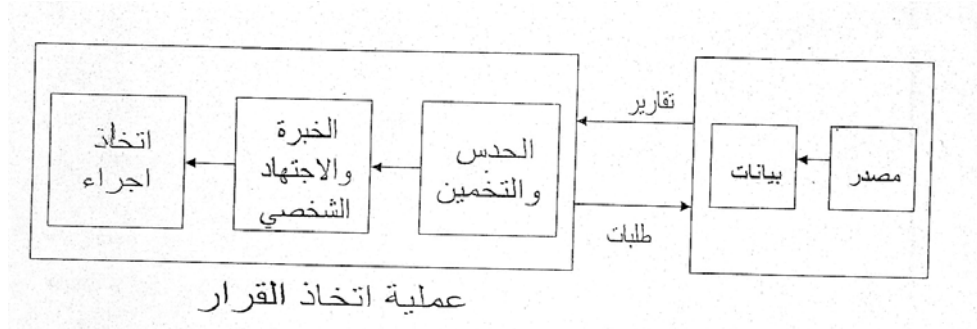 مصدر
بيانات
تقارير
طلبات
الحدس
والتخمين
الخبرة
والاجتهاد
الشخصي
اتخاذ
اجراء
عملية اتخاذ القرار